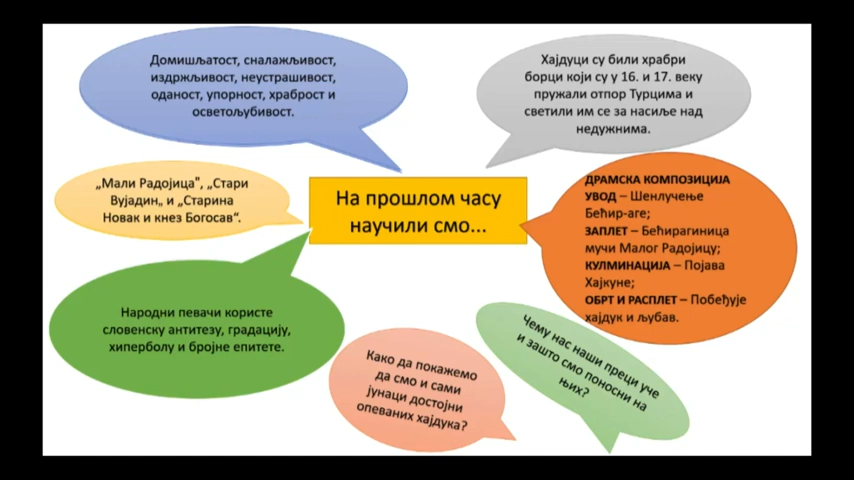 Домишљатост, сналажљивост,
издржљивост, неустрашивост,
оданост, упорност, храброст и
осветољубивост.
Хајдуци су били храбри
борци који су у 16. и 17. веку
пружали отпор Турцима и
светили им се за насиље над
недужнима.
„Мали Радојица", „Стари
Вујадин„ и „Старина
Новак и кнез Богосав“.
На прошлом часу
научили смо...
ДРАМСКА КОМПОЗИЦИЈА
УВОД – Шенлучење
Бећир-аге;
ЗАПЛЕТ – Бећирагиница
мучи Малог Радојицу;
КУЛМИНАЦИЈА – Појава
Хајкуне;
ОБРТ И РАСПЛЕТ – Побеђује
хајдук и љубав.
Народни певачи користе
словенску антитезу, градацију,
хиперболу и бројне епитете.
Како да покажемо
да смо и сами
јунаци достојни
опеваних хајдука?
Чему нас наши преци уче
и зашто смо поносни на
њих?